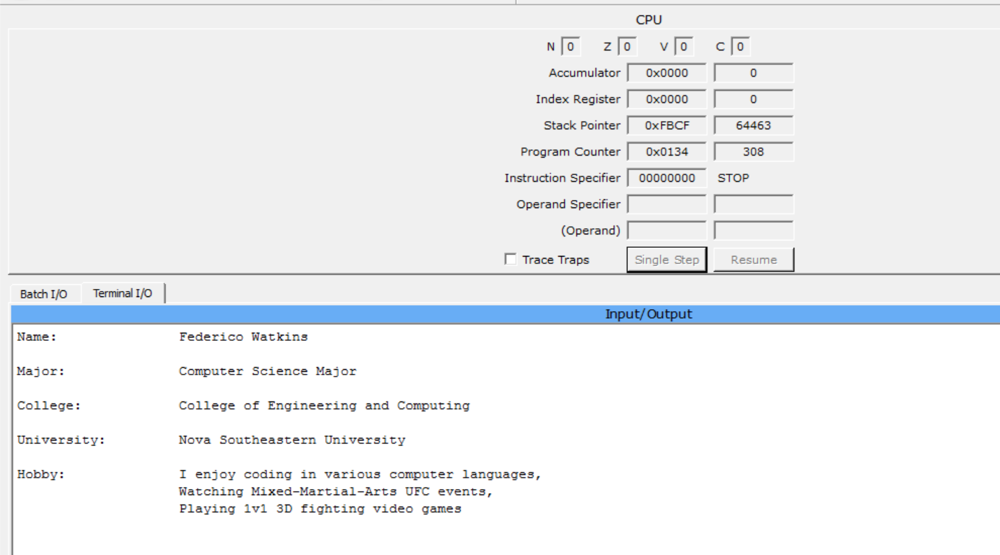 CPU
N 0 Z 0 V 0 C 0
Accumulator 0x0000 0
Index Register 0x0000 0
Stack Pointer 0xFBCF 64463
Program Counter 0x0134 308
Instruction Specifier 00000000 STOP
Operand Specifier
(Operand)
Trace Traps Single Step Resume
Batch I/O Terminal I/O
Input/Output
Name: Federico Watkins
Major: Computer Science Major
College: College of Engineering and Computing
University: Nova Southeastern University
Hobby: I enjoy coding in various computer languages,
Watching Mixed-Martial-Arts UFC events,
Playing 1v1 3D fighting video games